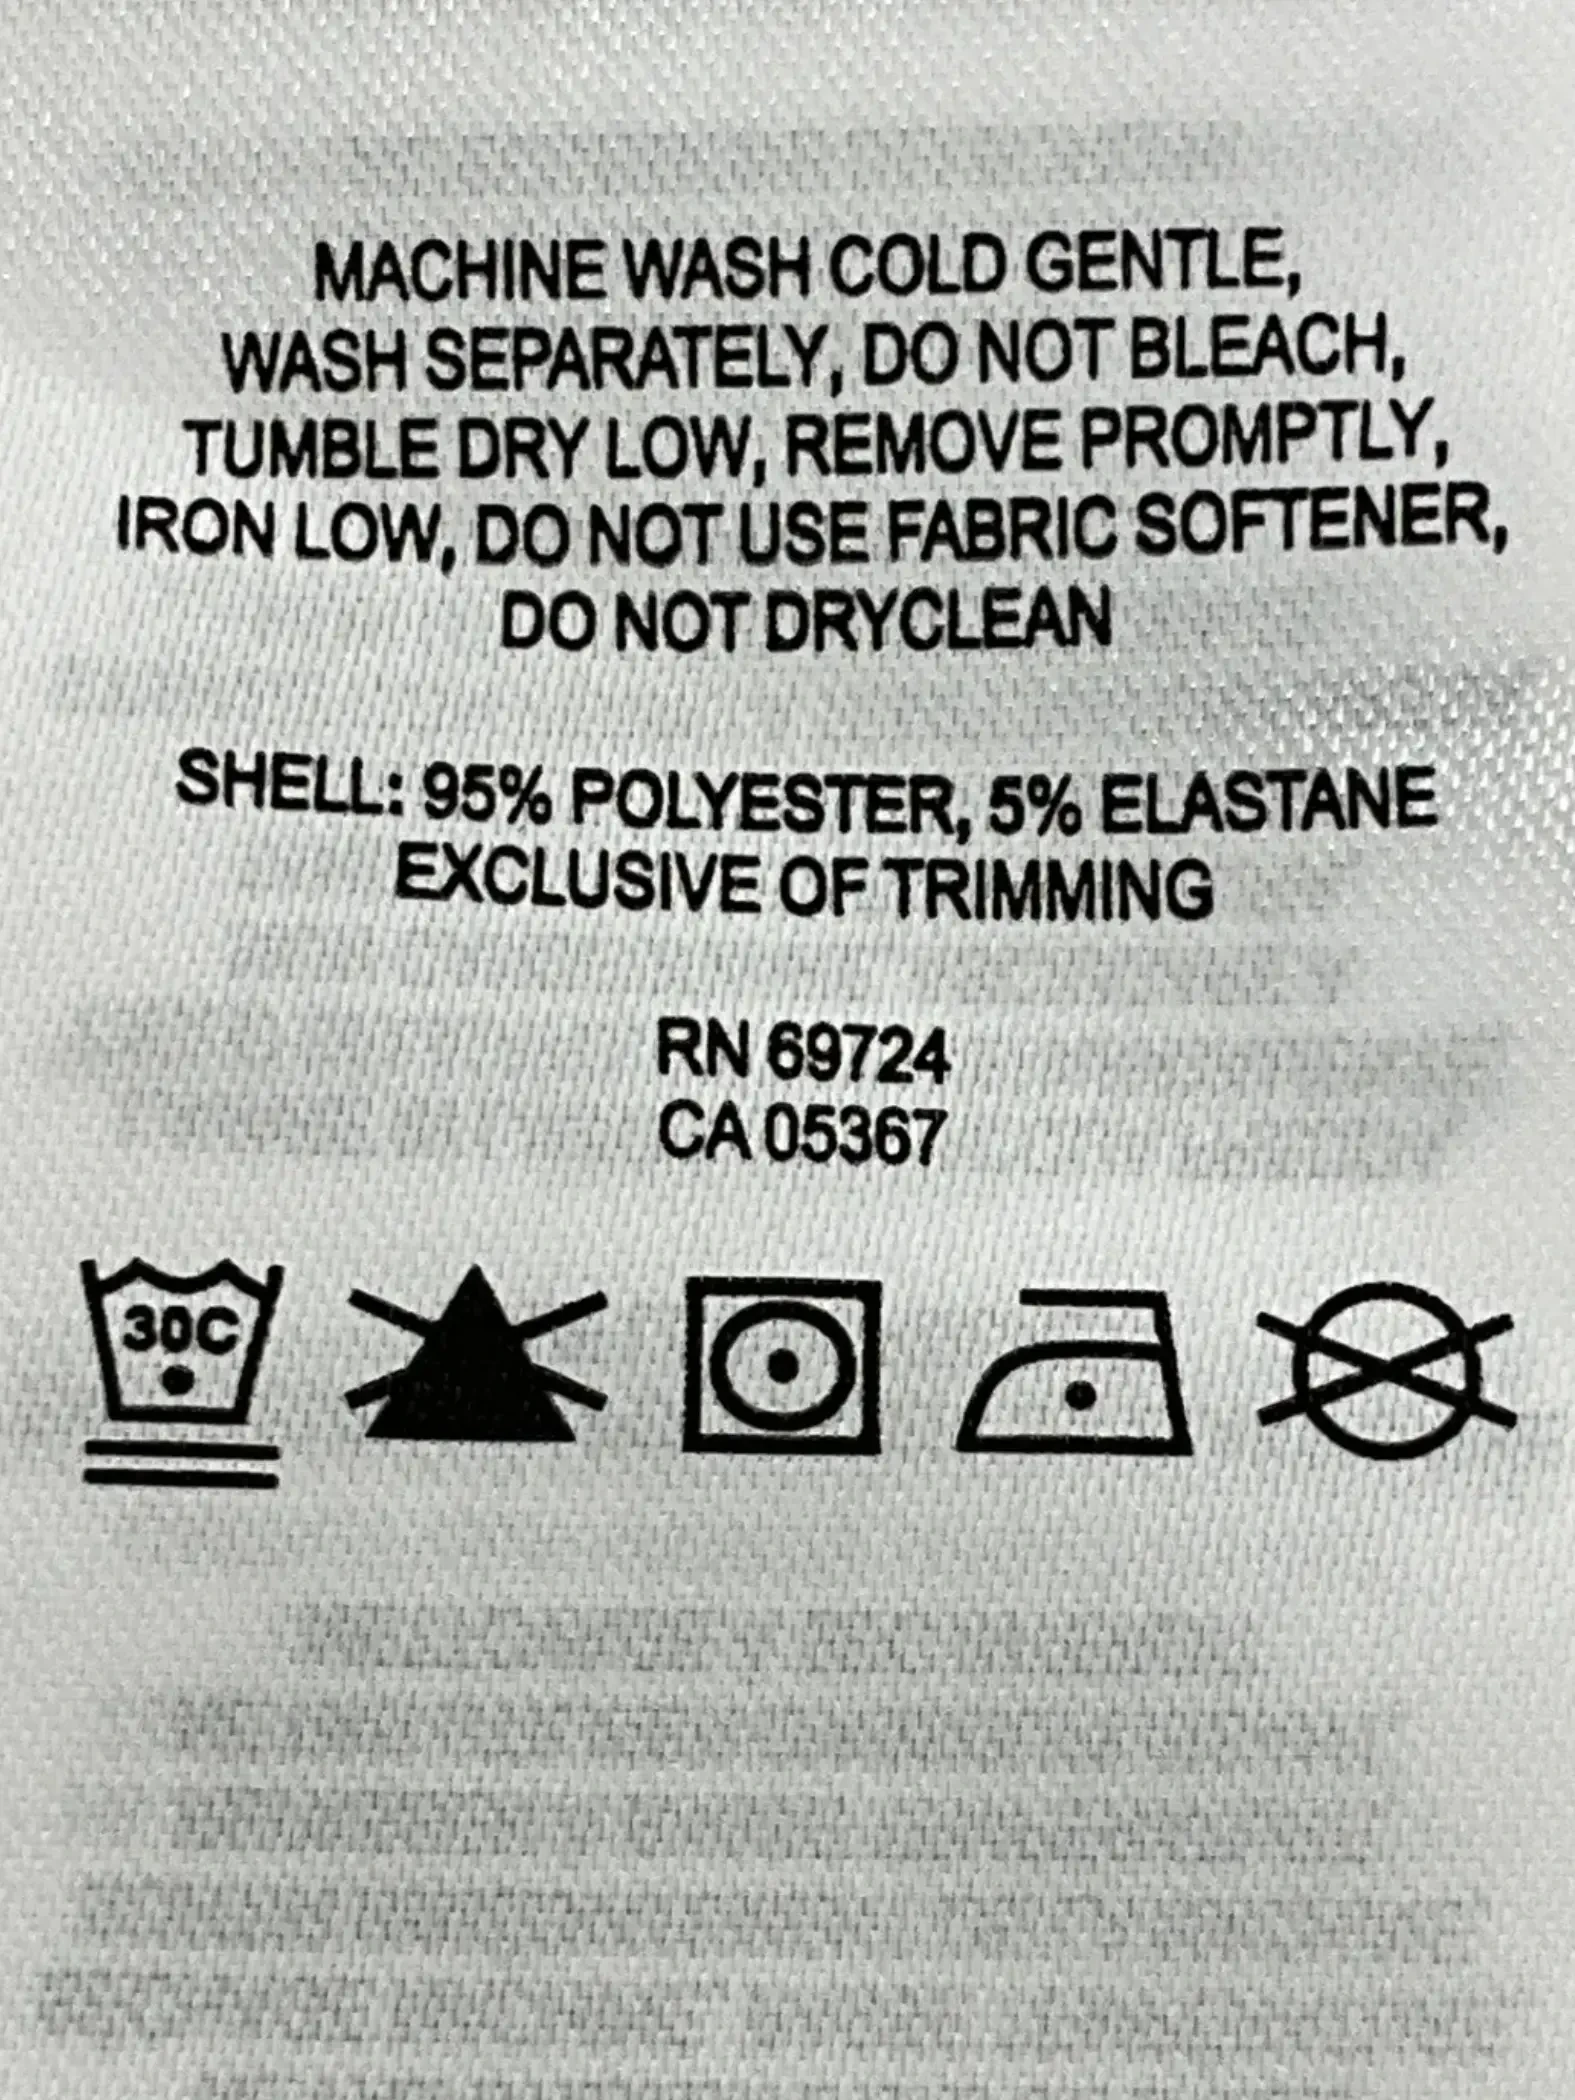 MACHINE WASH COLD GENTLE,
WASH SEPARATELY, DO NOT BLEACH,
TUMBLE DRY LOW, REMOVE PROMPTLY,
IRON LOW, DO NOT USE FABRIC SOFTENER,
DO NOT DRYCLEAN
SHELL: 95% POLYESTER, 5% ELASTANE
EXCLUSIVE OF TRIMMING
RN 69724
CA 05367
30C